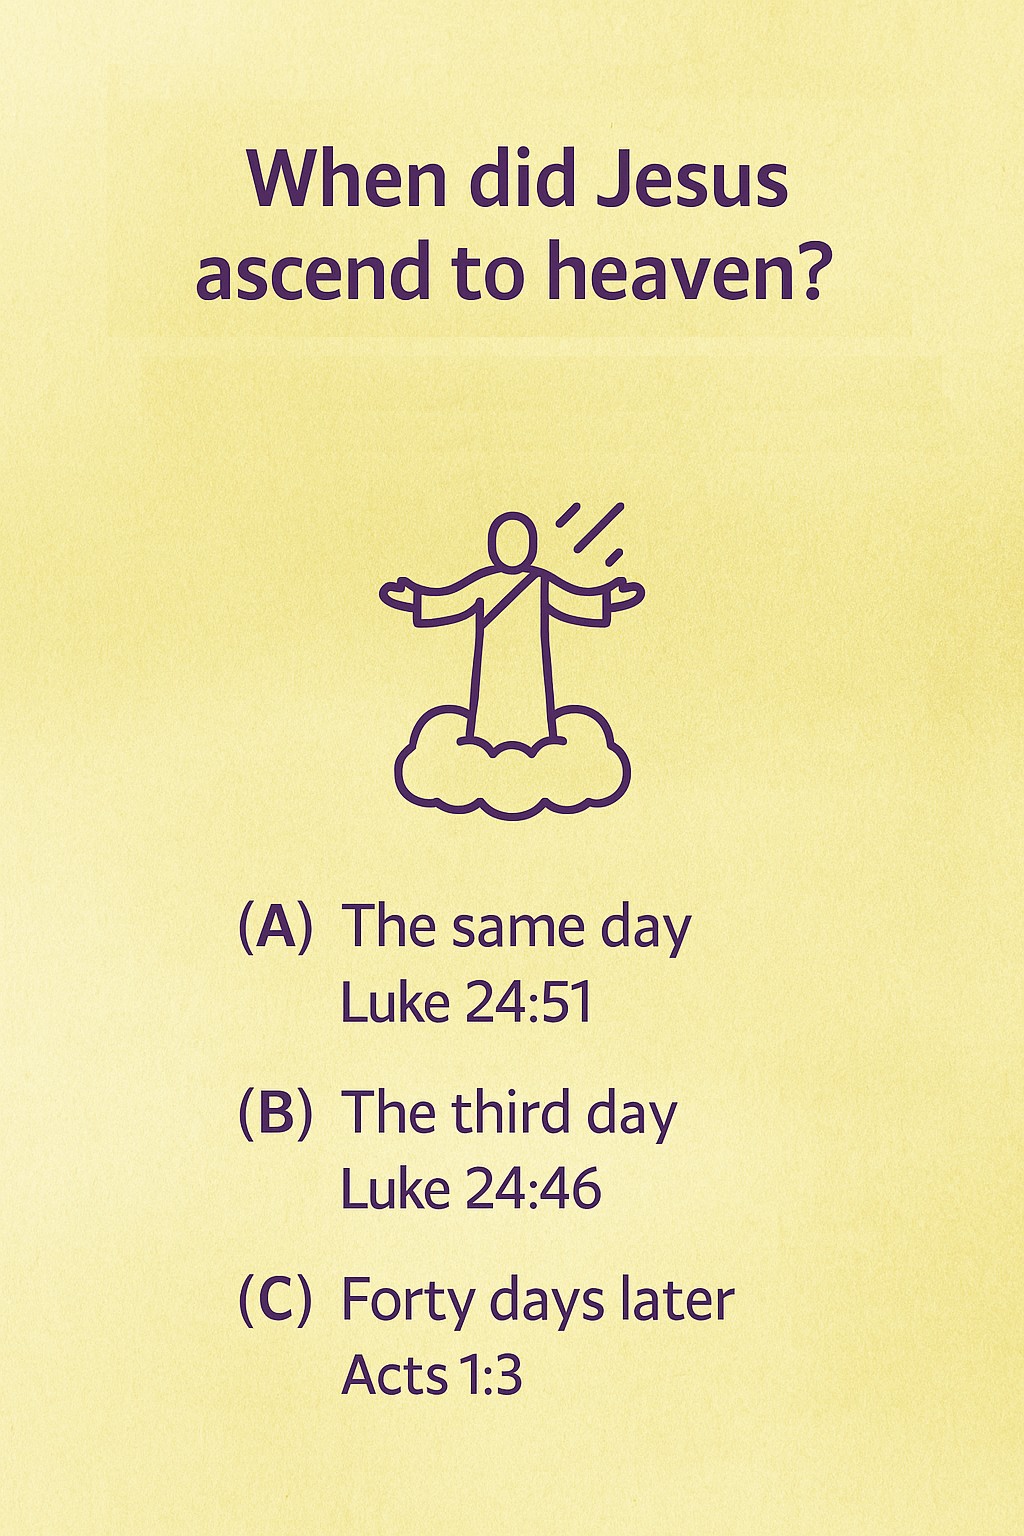 When did Jesus
ascend to heaven?
(A) The same day
Luke 24:51
(B) The third day
Luke 24:46
(C) Forty days later
Acts 1:3